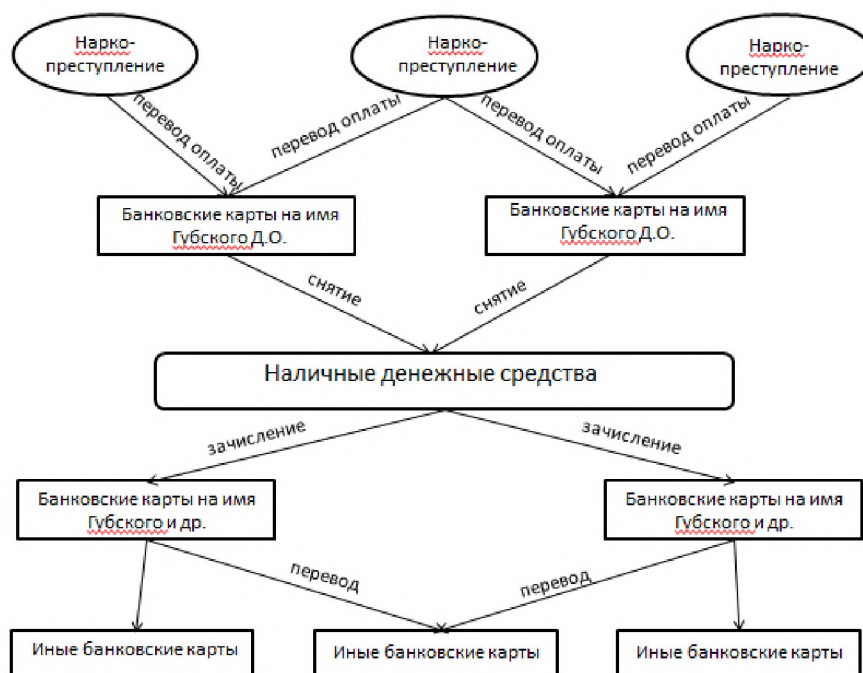 Нарко-
преступление
Нарко-
преступление
Нарко-
преступление
перевод оплаты
перевод оплаты
перевод оплаты
перевод оплаты
Банковские карты на имя
Губского Д.О.
Банковские карты на имя
Губского Д.О.
снятие
снятие
Наличные денежные средства
зачисление
зачисление
Банковские карты на имя
Губского и др.
Банковские карты на имя
Губского и др.
перевод
перевод
Иные банковские карты
Иные банковские карты
Иные банковские карты